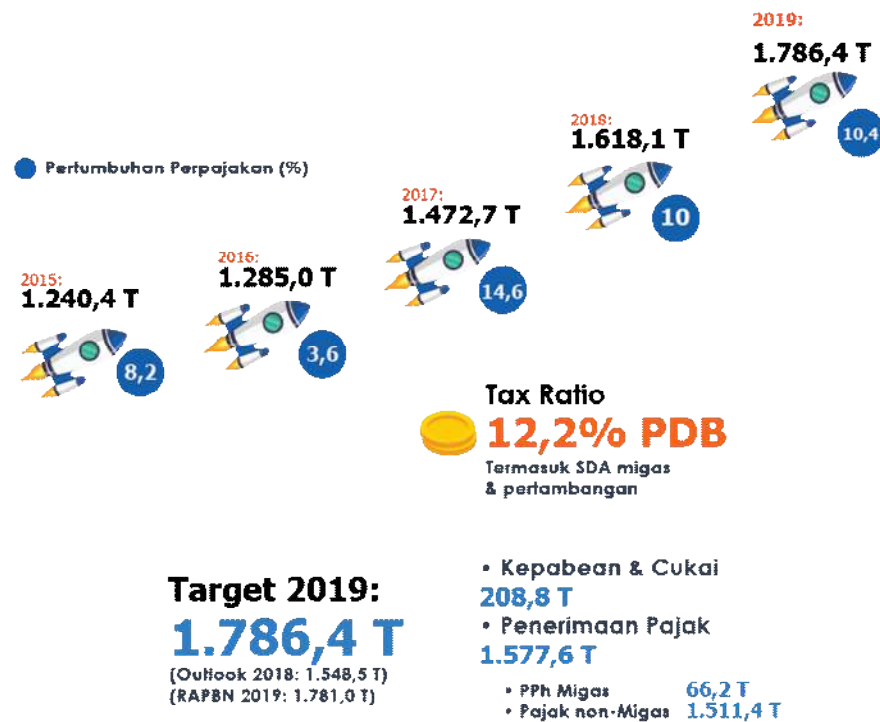 2019:
1.786,4 T
10,4
2018:
1.618,1 T
10
Pertumbuhan Perpajakan (%)
2017:
1.472,7 T
14,6
2016:
1.285,0 T
3,6
2015:
1.240,4 T
8,2
Tax Ratio
12,2% PDB
Termasuk SDA migas
& pertambangan
Target 2019:
1.786,4 T
(Outlook 2018: 1.548,5 T)
(RAPBN 2019: 1.781,0 T)
• Kepabean & Cukai
208,8 T
• Penerimaan Pajak
1.577,6 T
• PPh Migas 66,2 T
• Pajak non-Migas 1.511,4 T